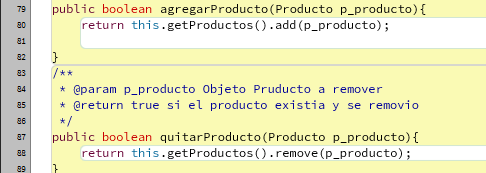 79 public boolean agregarProducto(Producto p_producto){
80 return this.getProductos().add(p_producto);
81
82 }
83 /**
84 * @param p_producto Objeto Pruducto a remover
85 * @return true si el producto existia y se removio
86 */
87 public boolean quitarProducto(Producto p_producto){
88 return this.getProductos().remove(p_producto);
89 }